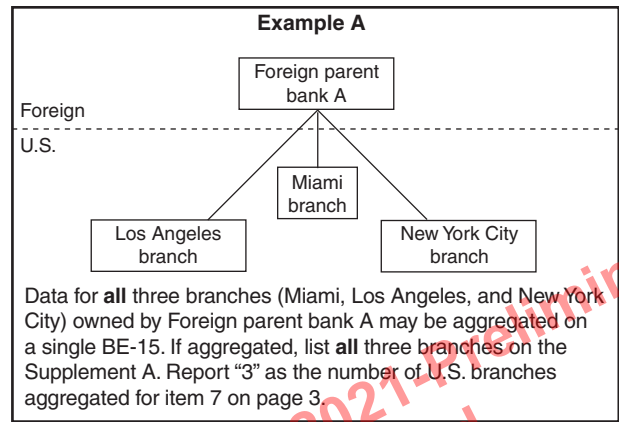 Example A
Foreign parent
bank A
Foreign
U.S.
Miami
branch
Los Angeles
branch
New York City
branch
Data for all three branches (Miami, Los Angeles, and New York
City) owned by Foreign parent bank A may be aggregated on
a single BE-15. If aggregated, list all three branches on the
Supplement A. Report “3” as the number of U.S. branches
aggregated for item 7 on page 3.